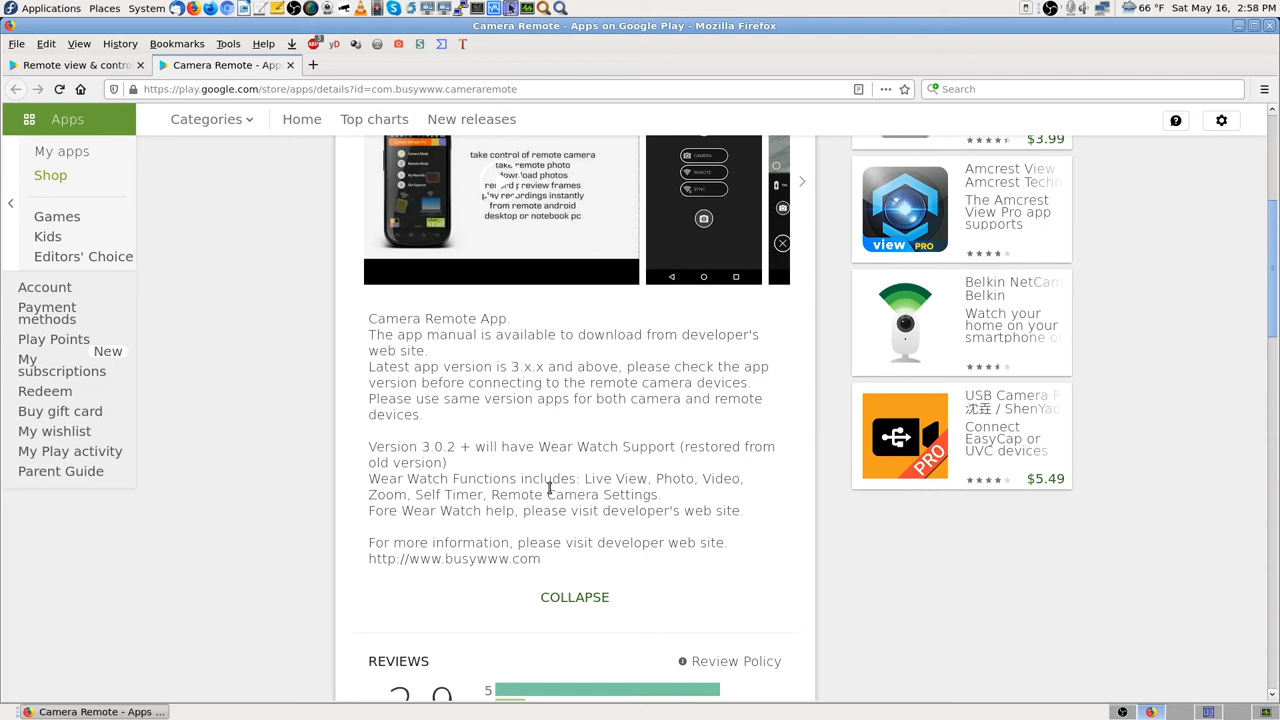 Applications Places System 66 °F Sat May 16, 2:58 PM
Camera Remote - Apps on Google Play - Mozilla Firefox
File Edit View History Bookmarks Tools Help
Remote view & contro Camera Remote - App
https://play.google.com/store/apps/details?id=com.busywww.cameraremote Search
Apps Categories Home Top charts New releases
My apps
Shop
Games
Kids
Editors' Choice
Account
Payment
methods
Play Points
New
My
subscriptions
Redeem
Buy gift card
My wishlist
My Play activity
Parent Guide
take control of remote camera
take remote photo
download photos
record preview frames
play recordings instantly
from remote android
desktop or notebook pc
CAMERA
REMOTE
SYNC
Camera Remote App.
The app manual is available to download from developer's
web site.
Latest app version is 3.x.x and above, please check the app
version before connecting to the remote camera devices.
Please use same version apps for both camera and remote
devices.
Version 3.0.2 + will have Wear Watch Support (restored from
old version)
Wear Watch Functions includes: Live View, Photo, Video,
Zoom, Self Timer, Remote Camera Settings.
Fore Wear Watch help, please visit developer's web site.
For more information, please visit developer web site.
http://www.busywww.com
COLLAPSE
REVIEWS Review Policy
5
$3.99
view PRO
Amcrest View
Amcrest Techn
The Amcrest
View Pro app
supports
Belkin NetCam
Belkin
Watch your
home on your
smartphone or
PRO
USB Camera P
/ ShenYao
Connect
EasyCap or
UVC devices
$5.49
Camera Remote - Apps ...